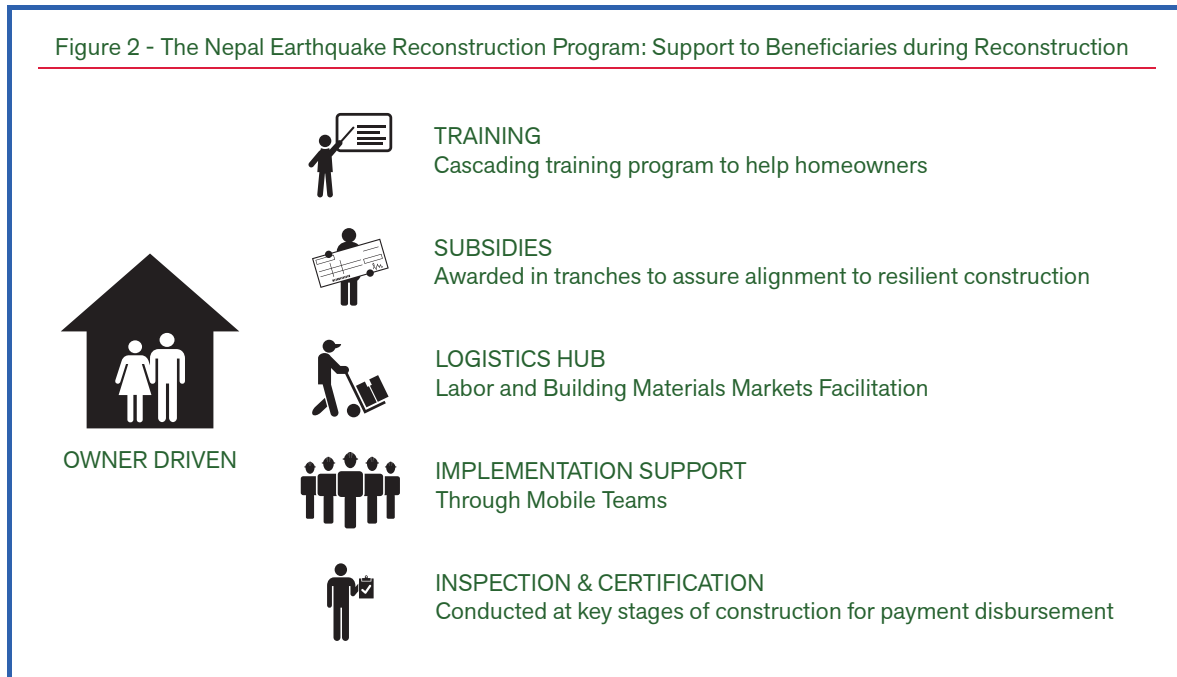 Figure 2 - The Nepal Earthquake Reconstruction Program: Support to Beneficiaries during Reconstruction
TRAINING
Cascading training program to help homeowners
SUBSIDIES
Awarded in tranches to assure alignment to resilient construction
LOGISTICS HUB
Labor and Building Materials Markets Facilitation
OWNER DRIVEN
IMPLEMENTATION SUPPORT
Through Mobile Teams
INSPECTION & CERTIFICATION
Conducted at key stages of construction for payment disbursement